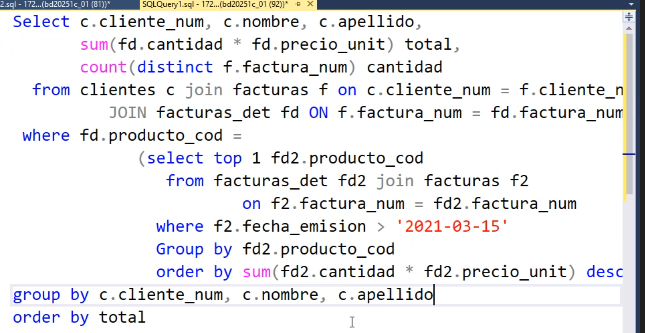 2.sql - 172...(bd20251c_01 (81))*
SQLQuery1.sql - 172...(bd20251c_01 (92))*
Select c.cliente_num, c.nombre, c.apellido,
sum(fd.cantidad * fd.precio_unit) total,
count(distinct f.factura_num) cantidad
from clientes c join facturas f on c.cliente_num = f.cliente_n
JOIN facturas_det fd ON f.factura_num = fd.factura_num
where fd.producto_cod =
(select top 1 fd2.producto_cod
from facturas_det fd2 join facturas f2
on f2.factura_num = fd2.factura_num
where f2.fecha_emision > '2021-03-15'
Group by fd2.producto_cod
order by sum(fd2.cantidad * fd2.precio_unit) desc
group by c.cliente_num, c.nombre, c.apellido
order by total